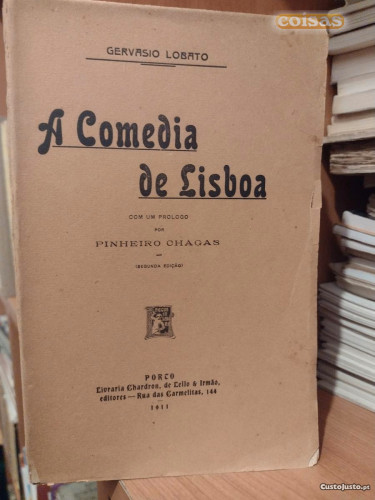 coisas
GERVASIO LOBATO
A Comedia
de Lisboa
COM UM PROLOGO
POR
PINHEIRO CHAGAS
(SEGUNDA EDIÇÃO)
PORTO
Livraria Chardron, de Lello & Irmão,
editores — Rua das Carmelitas, 144
1911
CustoJusto.pt